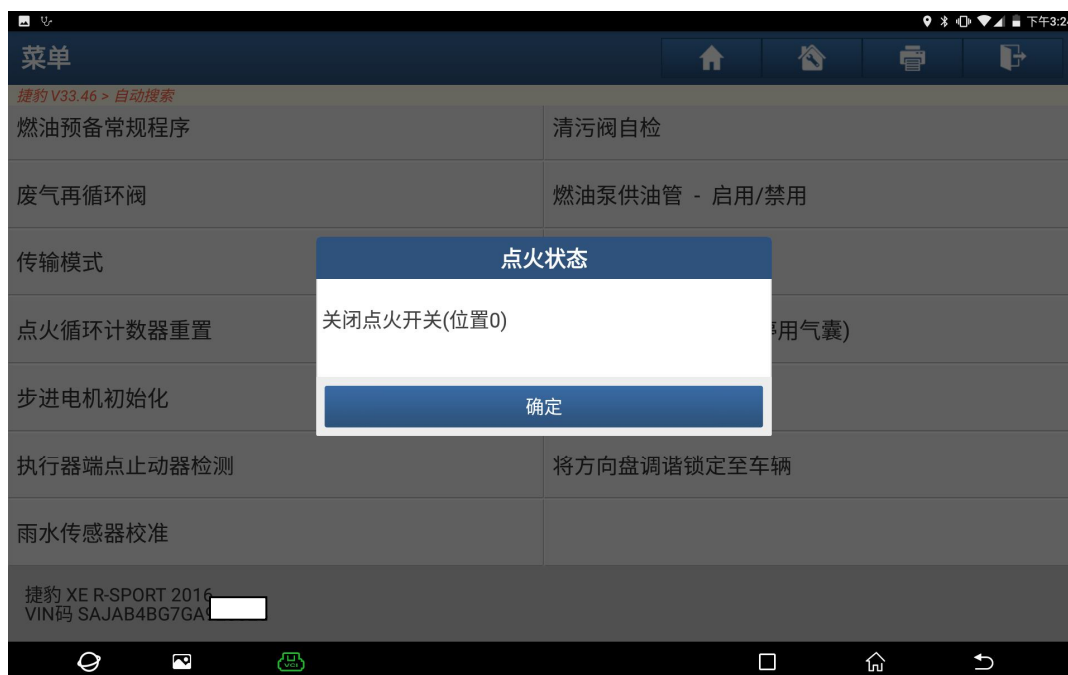 下午3:2
菜单
捷豹 V33.46 > 自动搜索
燃油预备常规程序
清污阀自检
废气再循环阀
燃油泵供油管 - 启用/禁用
传输模式
点火状态
关闭点火开关(位置0)
确定
点火循环计数器重置
用气囊)
步进电机初始化
执行器端点止动器检测
将方向盘调谐锁定至车辆
雨水传感器校准
捷豹 XE R-SPORT 2016
VIN码 SAJAB4BG7GA
VCI